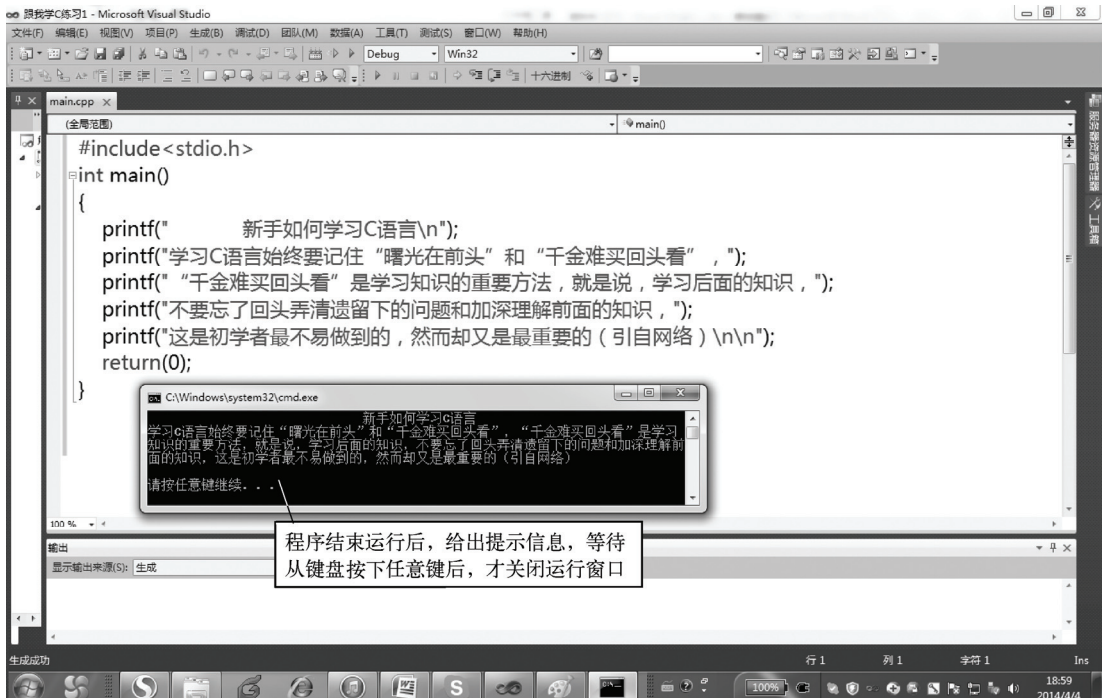 跟我学C练习1 - Microsoft Visual Studio
文件(F) 编辑(E) 视图(V) 项目(P) 生成(B) 调试(D) 团队(M) 数据(A) 工具(T) 测试(S) 窗口(W) 帮助(H)
Debug Win32
十六进制
main.cpp
(全局范围) main()
#include<stdio.h>
int main()
{
printf("        新手如何学习C语言\n");
printf("学习C语言始终要记住“曙光在前头”和“千金难买回头看”,");
printf(" “千金难买回头看”是学习知识的重要方法,就是说,学习后面的知识,");
printf("不要忘了回头弄清遗留下的问题和加深理解前面的知识,");
printf("这是初学者最不易做到的,然而却又是最重要的(引自网络)\n\n");
return(0);
}
C:\Windows\system32\cmd.exe
新手如何学习C语言
学习C语言始终要记住“曙光在前头”和“千金难买回头看”, “千金难买回头看”是学习
知识的重要方法,就是说,学习后面的知识,不要忘了回头弄清遗留下的问题和加深理解前
面的知识,这是初学者最不易做到的,然而却又是最重要的(引自网络)
请按任意键继续. . .
100 %
程序结束运行后,给出提示信息,等待
从键盘按下任意键后,才关闭运行窗口
输出
显示输出来源(S): 生成
生成成功 行 1 列 1 字符 1 Ins
100%
18:59
2014/4/4
工具箱